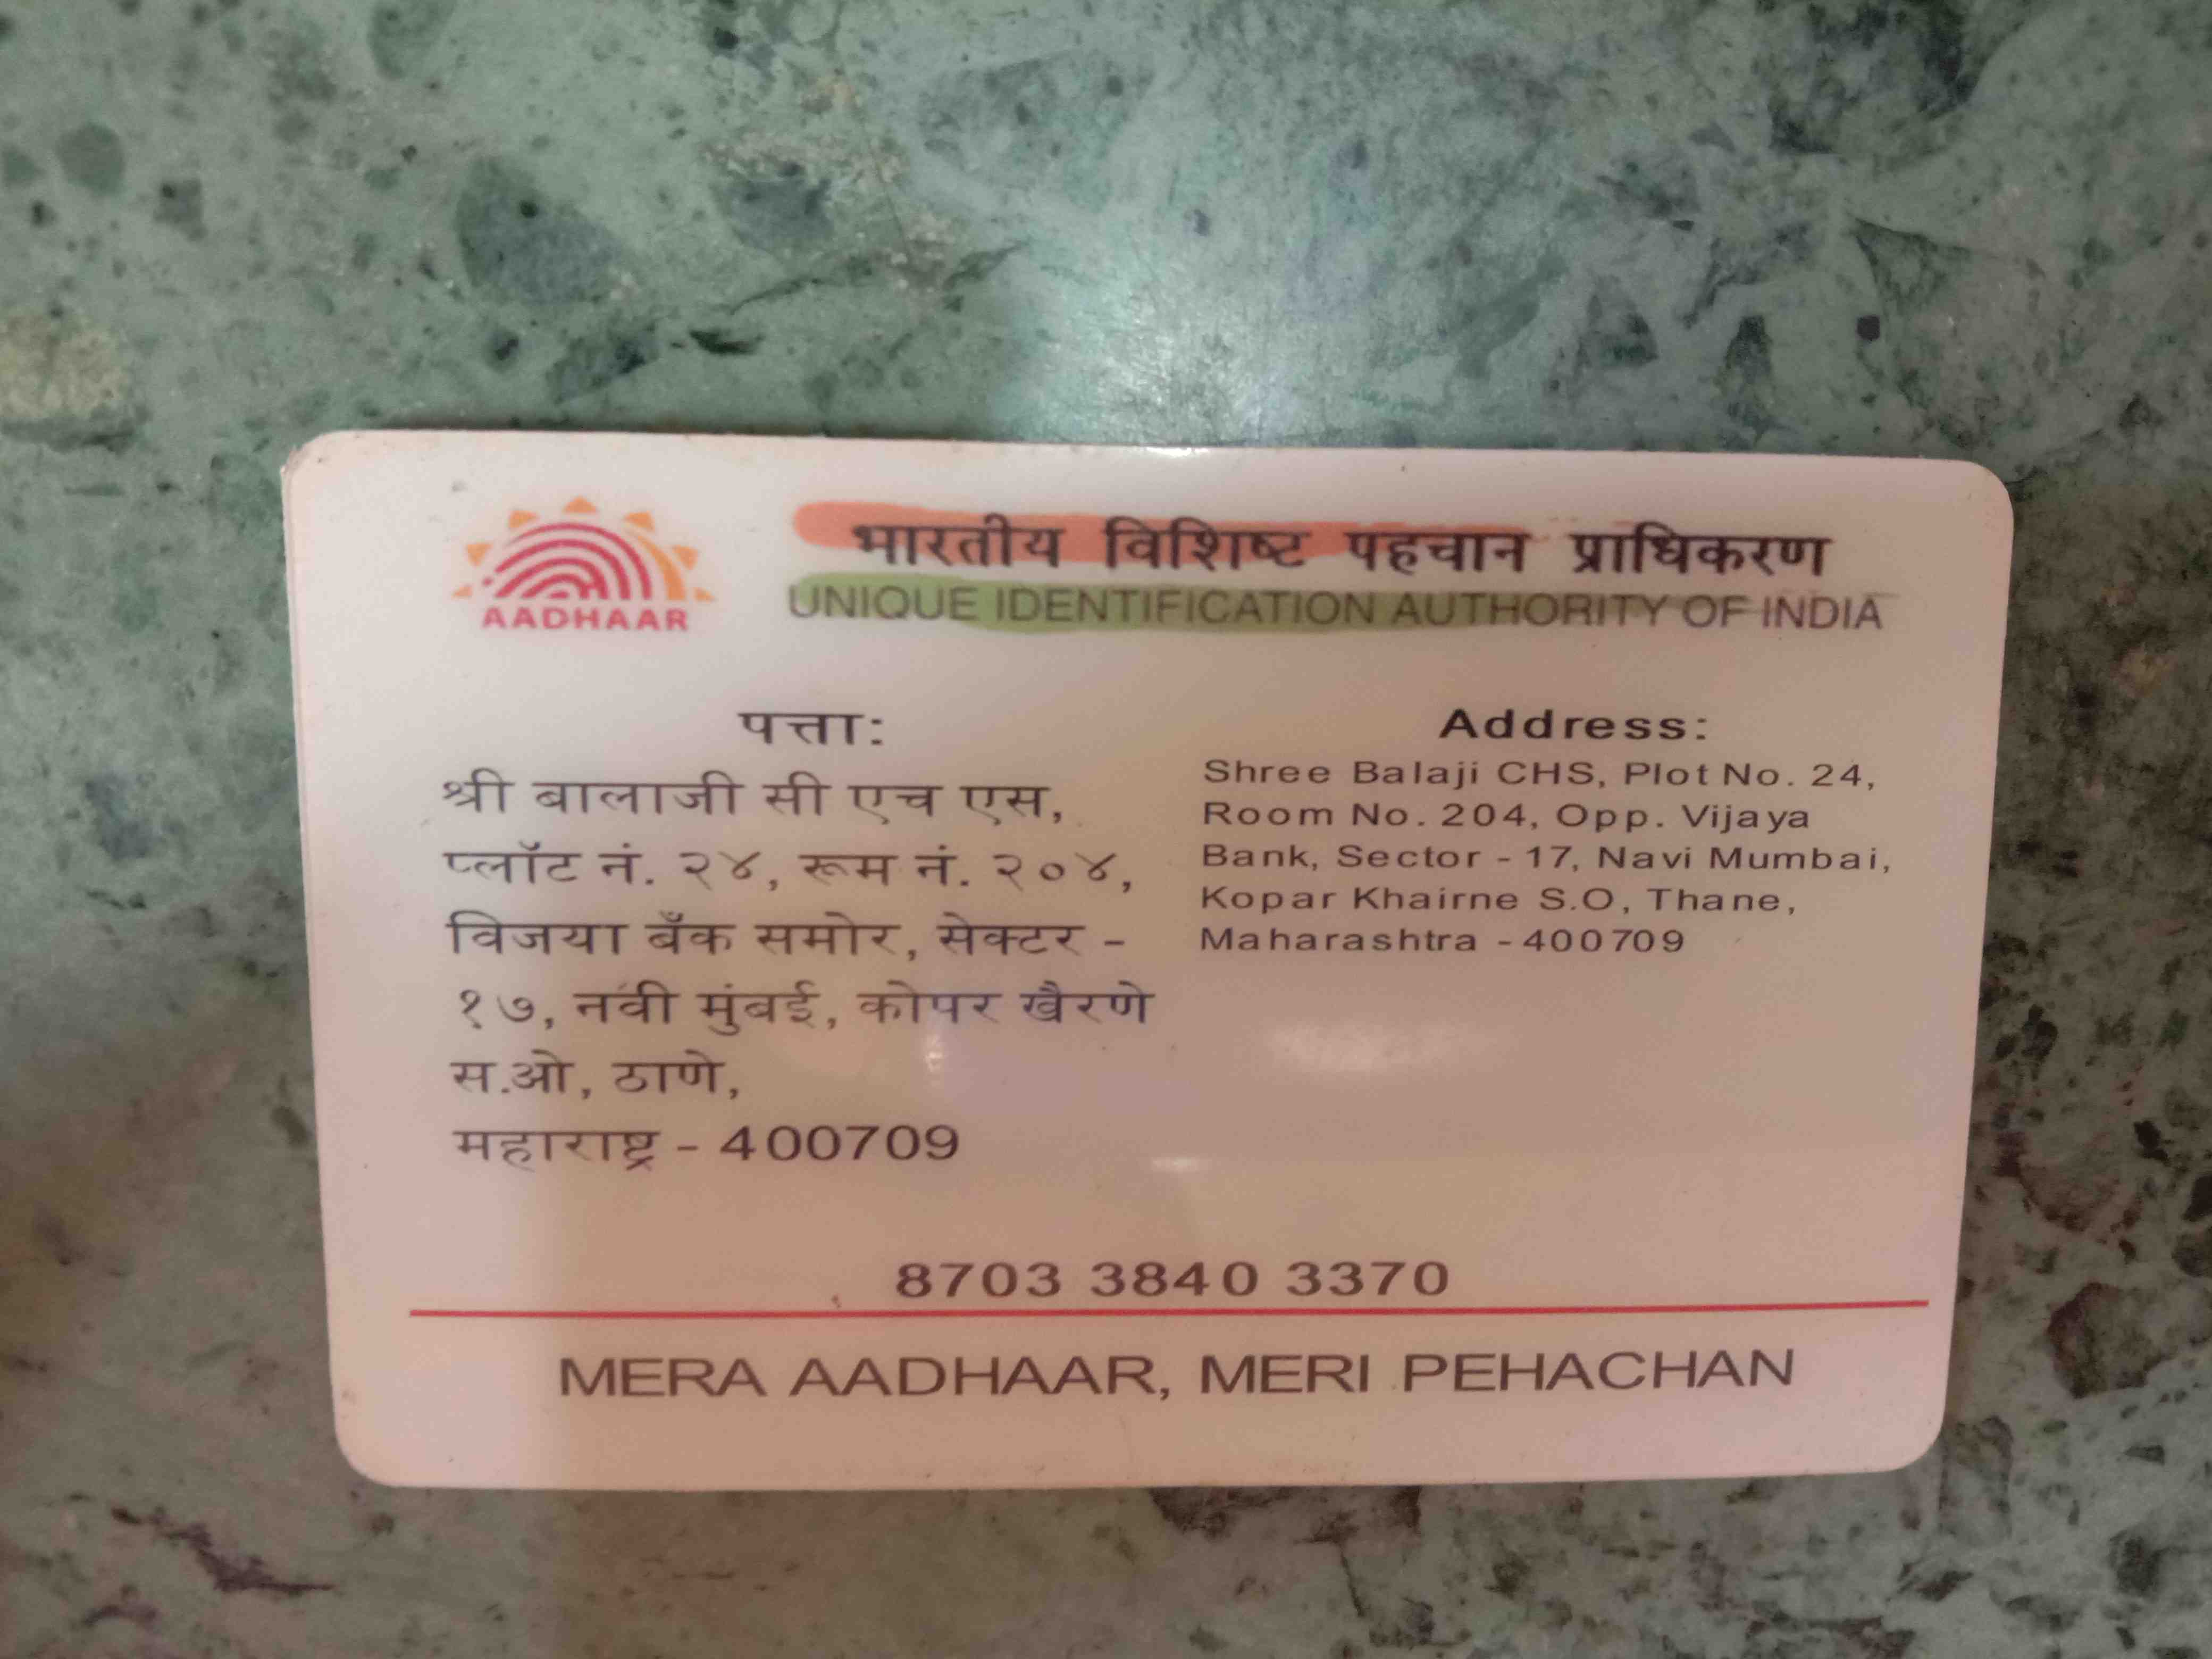 AADHAAR
भारतीय विशिष्ट पहचान प्राधिकरण
UNIQUE IDENTIFICATION AUTHORITY OF INDIA
पत्ता:
श्री बालाजी सी एच एस,
प्लॉट नं. २४, रूम नं. २०४,
विजया बँक समोर, सेक्टर -
१७, नवी मुंबई, कोपर खैरणे
स.ओ, ठाणे,
महाराष्ट्र - 400709
Address:
Shree Balaji CHS, Plot No. 24,
Room No. 204, Opp. Vijaya
Bank, Sector - 17, Navi Mumbai,
Kopar Khairne S.O, Thane,
Maharashtra - 400709
8703 3840 3370
MERA AADHAAR, MERI PEHACHAN